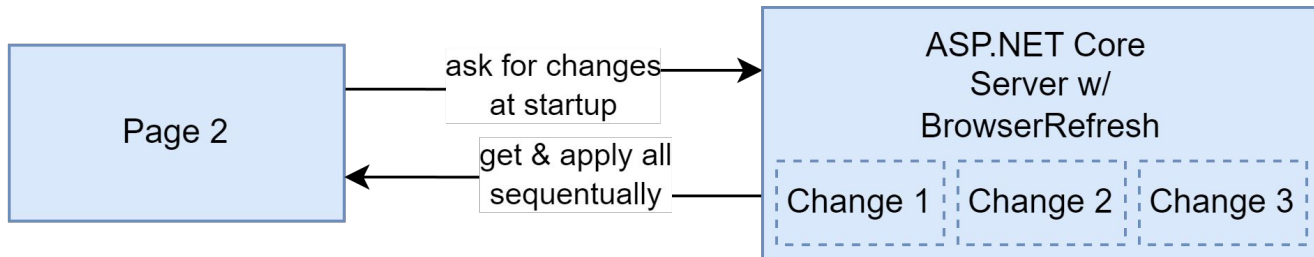 Page 2
ask for changes
at startup
get & apply all
sequentually
ASP.NET Core
Server w/
BrowserRefresh
Change 1
Change 2
Change 3